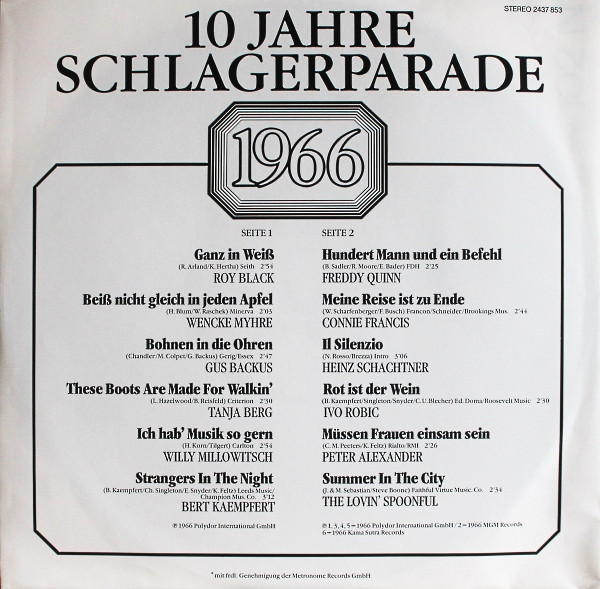 STEREO 2437 853
10 JAHRE
SCHLAGERPARADE
1966
SEITE 1
Ganz in Weiß
(R. Arland/K. Hertha) Seith 2'54
ROY BLACK
Beiß nicht gleich in jeden Apfel
(H. Blum/W. Raschek) Minerva 2'03
WENCKE MYHRE
Bohnen in die Ohren
(Chandler/M. Colpet/G. Backus) Gerig/Essex 2'47
GUS BACKUS
These Boots Are Made For Walkin'
(L. Hazelwood/B. Reisfeld) Criterion 2'30
TANJA BERG
Ich hab' Musik so gern
(H. Korn/Tilgert) Carlton 2'54
WILLY MILLOWITSCH
Strangers In The Night
(B. Kaempfert/Ch. Singleton/E. Snyder/K. Feltz) Leeds Music/
Champion Mus. Co. 3'12
BERT KAEMPFERT
℗ 1966 Polydor International GmbH
SEITE 2
Hundert Mann und ein Befehl
(B. Sadler/R. Moore/E. Bader) FDH 2'25
FREDDY QUINN
Meine Reise ist zu Ende
(W. Scharfenberger/F. Busch) Francon/Schneider/Brookings Mus. 2'44
CONNIE FRANCIS
Il Silenzio
(N. Rosso/Brezza) Intro 3'06
HEINZ SCHACHTNER
Rot ist der Wein
(B. Kaempfert/Singleton/Snyder/C.U. Blecher) Ed. Doma/Roosevelt Music 2'30
IVO ROBIC
Müssen Frauen einsam sein
(C. M. Peeters/K. Feltz) Rialto/RMI 2'26
PETER ALEXANDER
Summer In The City
(J. & M. Sebastian/Steve Boone) Faithful Virtue Music. Co. 2'34
THE LOVIN' SPOONFUL
℗ 1, 3, 4, 5 = 1966 Polydor International GmbH / 2 = 1966 MGM Records
6 = 1966 Kama Sutra Records
* mit frdl. Genehmigung der Metronome Records GmbH